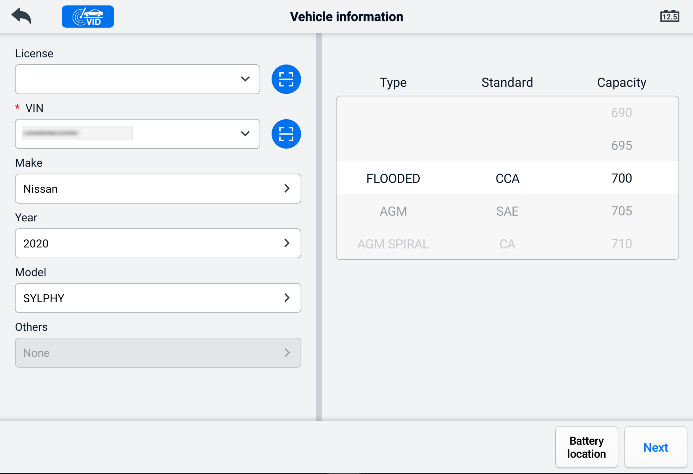 VID
Vehicle information
12.5
License
* VIN
Make
Nissan
Year
2020
Model
SYLPHY
Others
None
Type Standard Capacity
690
695
FLOODED CCA 700
AGM SAE 705
AGM SPIRAL CA 710
Battery
location
Next